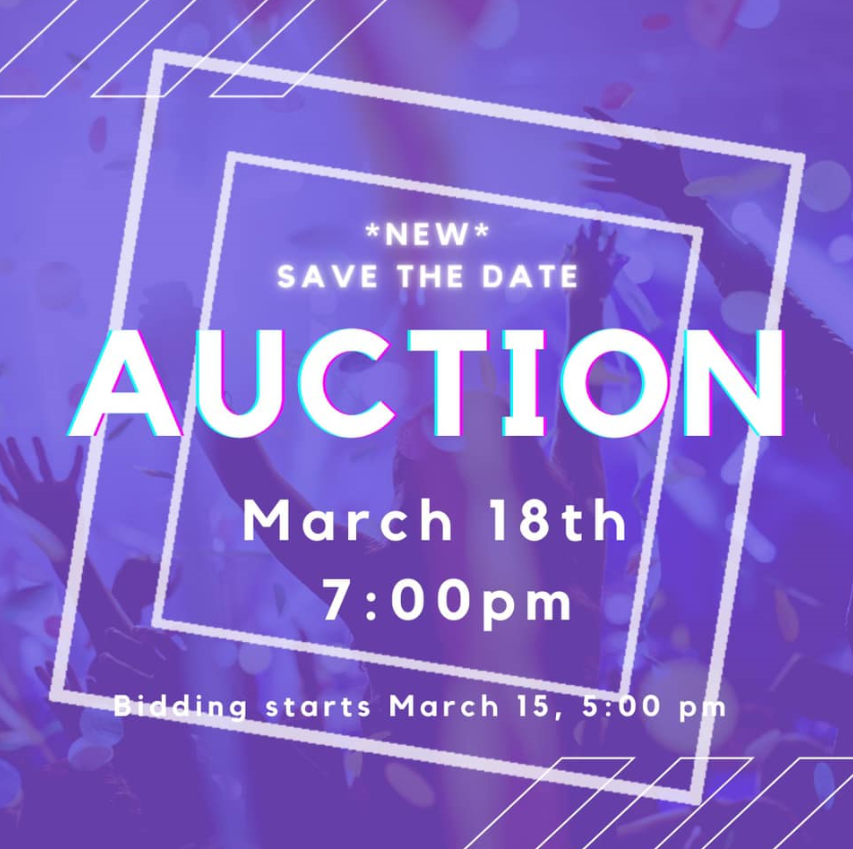 *NEW*
SAVE THE DATE
AUCTION
March 18th
7:00pm
Bidding starts March 15, 5:00 pm